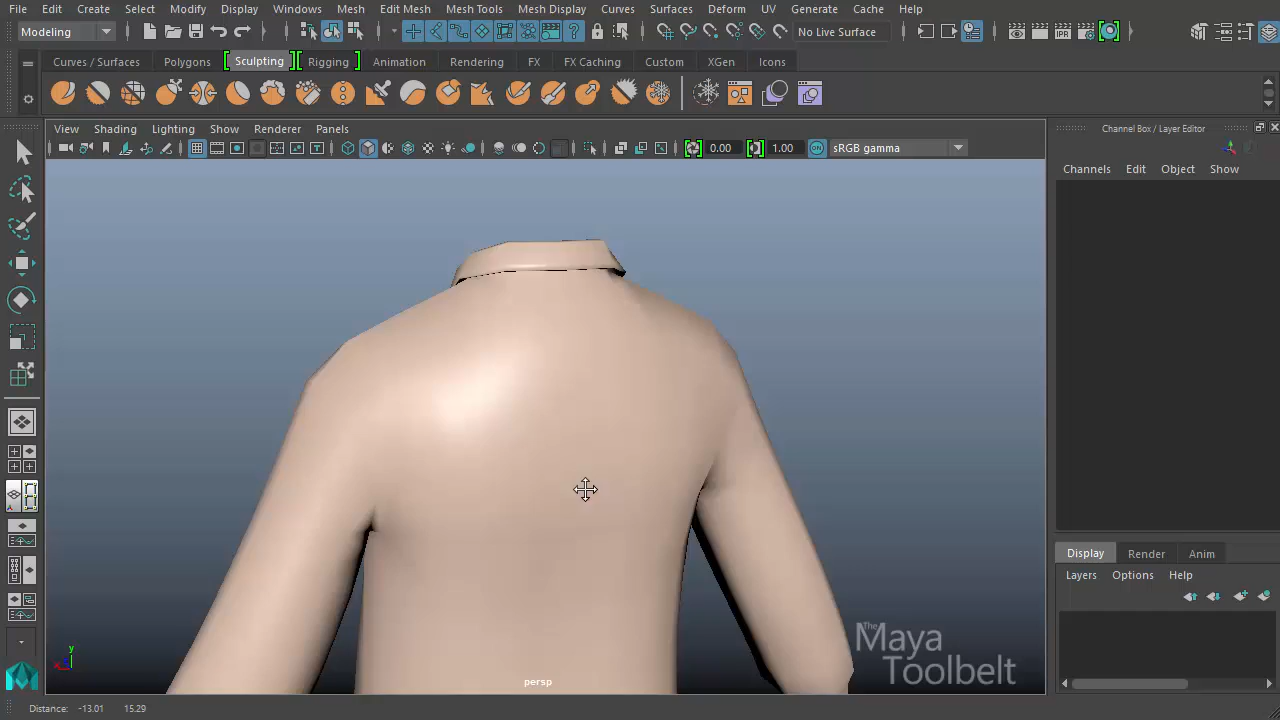 File Edit Create Select Modify Display Windows Mesh Edit Mesh Mesh Tools Mesh Display Curves Surfaces Deform UV Generate Cache Help
Modeling No Live Surface
Curves / Surfaces Polygons Sculpting Rigging Animation Rendering FX FX Caching Custom XGen Icons
View Shading Lighting Show Renderer Panels
0.00 1.00 ON sRGB gamma
Channel Box / Layer Editor
Channels Edit Object Show
Display Render Anim
Layers Options Help
The
Maya
Toolbelt
y
persp
Distance: -13.01 15.29